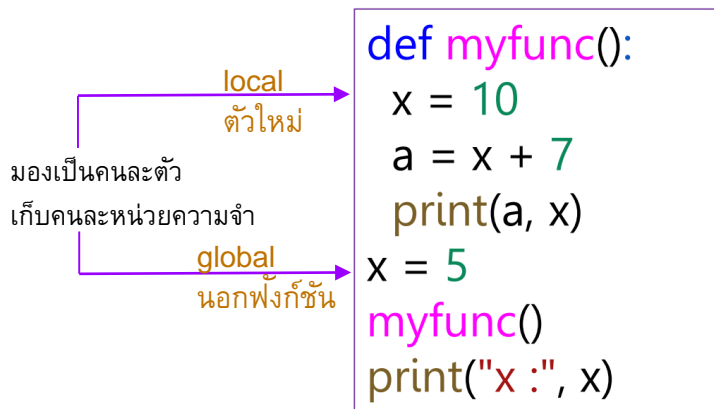 local
ตัวใหม่
มองเป็นคนละตัว
เก็บคนละหน่วยความจำ
global
นอกฟังก์ชัน
def myfunc():
x = 10
a = x + 7
print(a, x)
x = 5
myfunc()
print("x :", x)